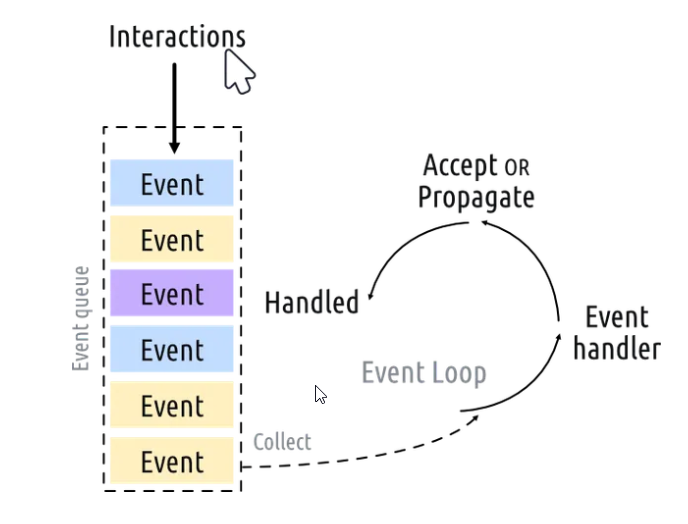 Interactions
Event
Event
Event
Event
Event
Event
Event queue
Collect
Event Loop
Event
handler
Accept OR
Propagate
Handled